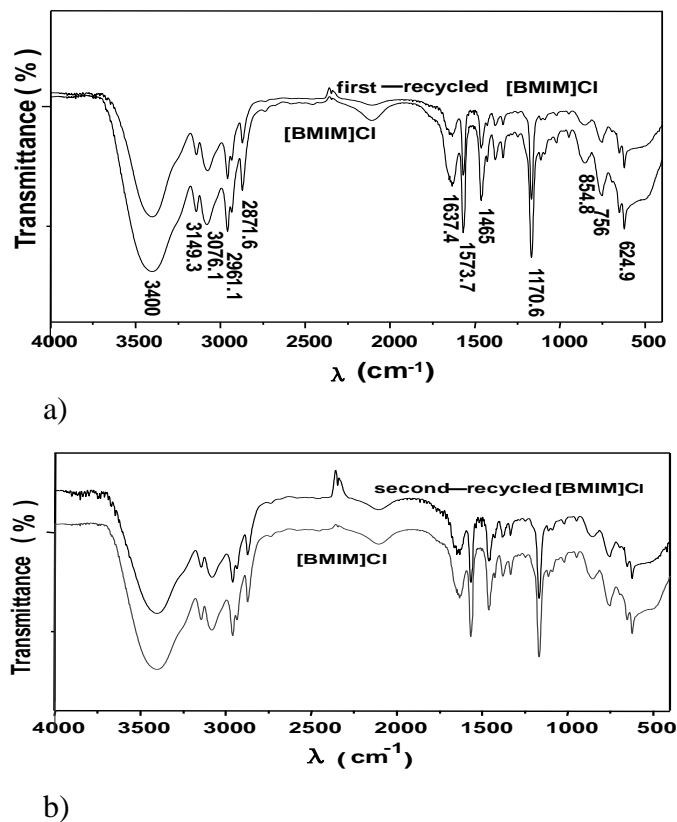 Transmittance ( % )
first—recycled [BMIM]Cl
[BMIM]Cl
3400
3149.3
3076.1
2961.1
2871.6
1637.4
1573.7
1465
1170.6
854.8
756
624.9
4000 3500 3000 2500 2000 1500 1000 500
λ (cm⁻¹)
a)
Transmittance ( % )
second—recycled [BMIM]Cl
[BMIM]Cl
4000 3500 3000 2500 2000 1500 1000 500
λ ( cm⁻¹)
b)